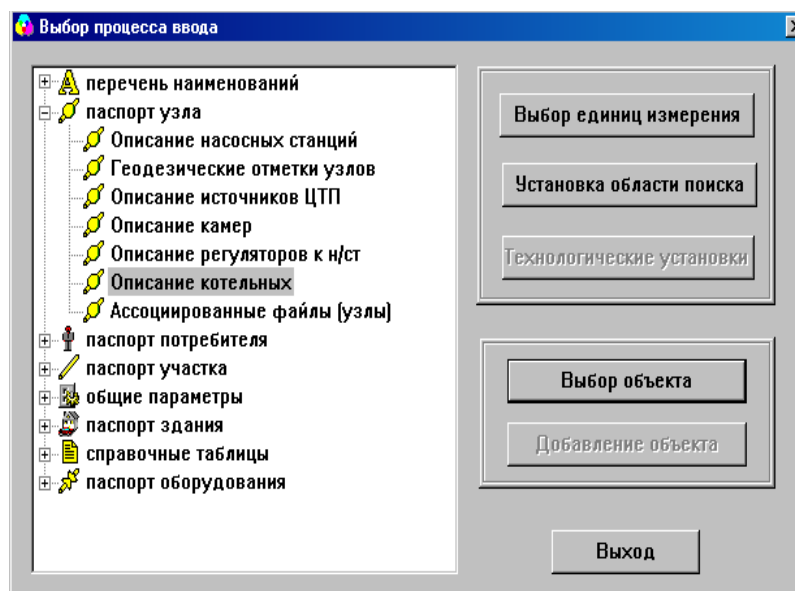 Выбор процесса ввода
перечень наименований
паспорт узла
Описание насосных станций
Геодезические отметки узлов
Описание источников ЦТП
Описание камер
Описание регуляторов к н/ст
Описание котельных
Ассоциированные файлы (узлы)
паспорт потребителя
паспорт участка
общие параметры
паспорт здания
справочные таблицы
паспорт оборудования
Выбор единиц измерения
Установка области поиска
Технологические установки
Выбор объекта
Добавление объекта
Выход